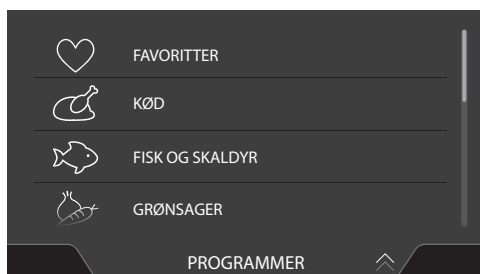 FAVORITTER
KØD
FISK OG SKALDYR
GRØNSAGER
PROGRAMMER